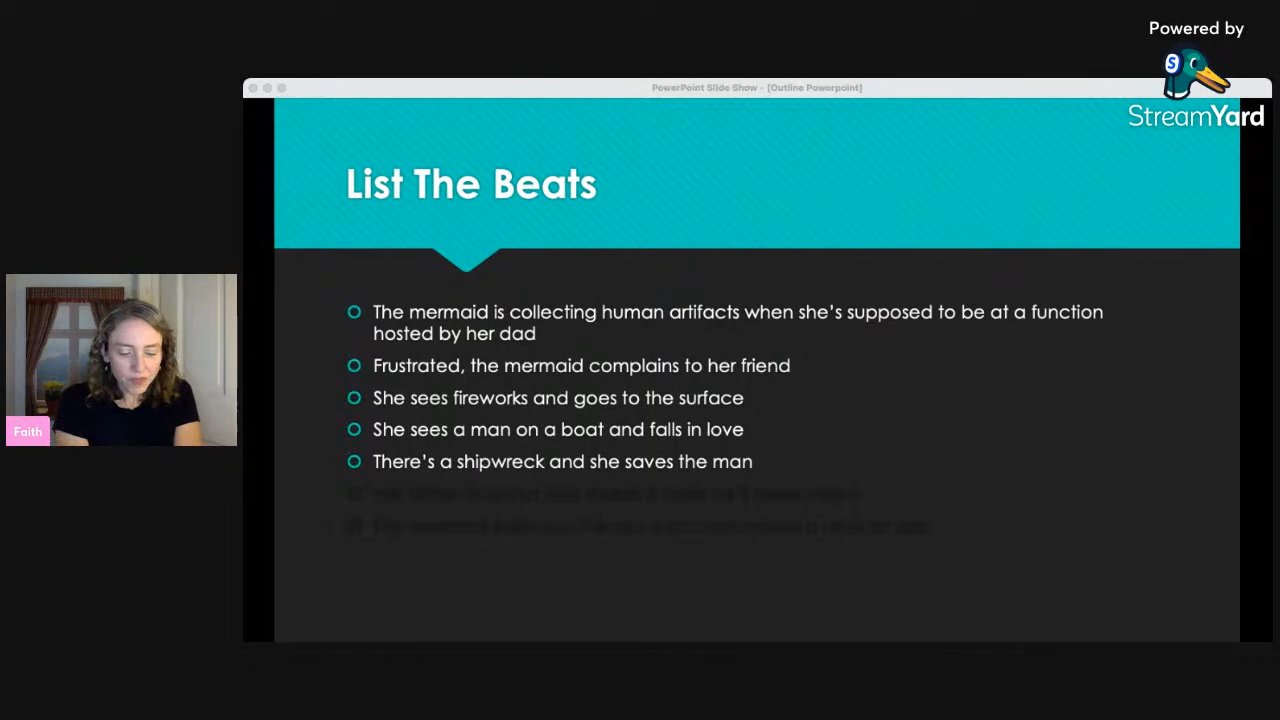 Powered by
StreamYard
PowerPoint Slide Show - [Outline Powerpoint]
List The Beats
The mermaid is collecting human artifacts when she's supposed to be at a function
hosted by her dad
Frustrated, the mermaid complains to her friend
She sees fireworks and goes to the surface
She sees a man on a boat and falls in love
There's a shipwreck and she saves the man
Faith